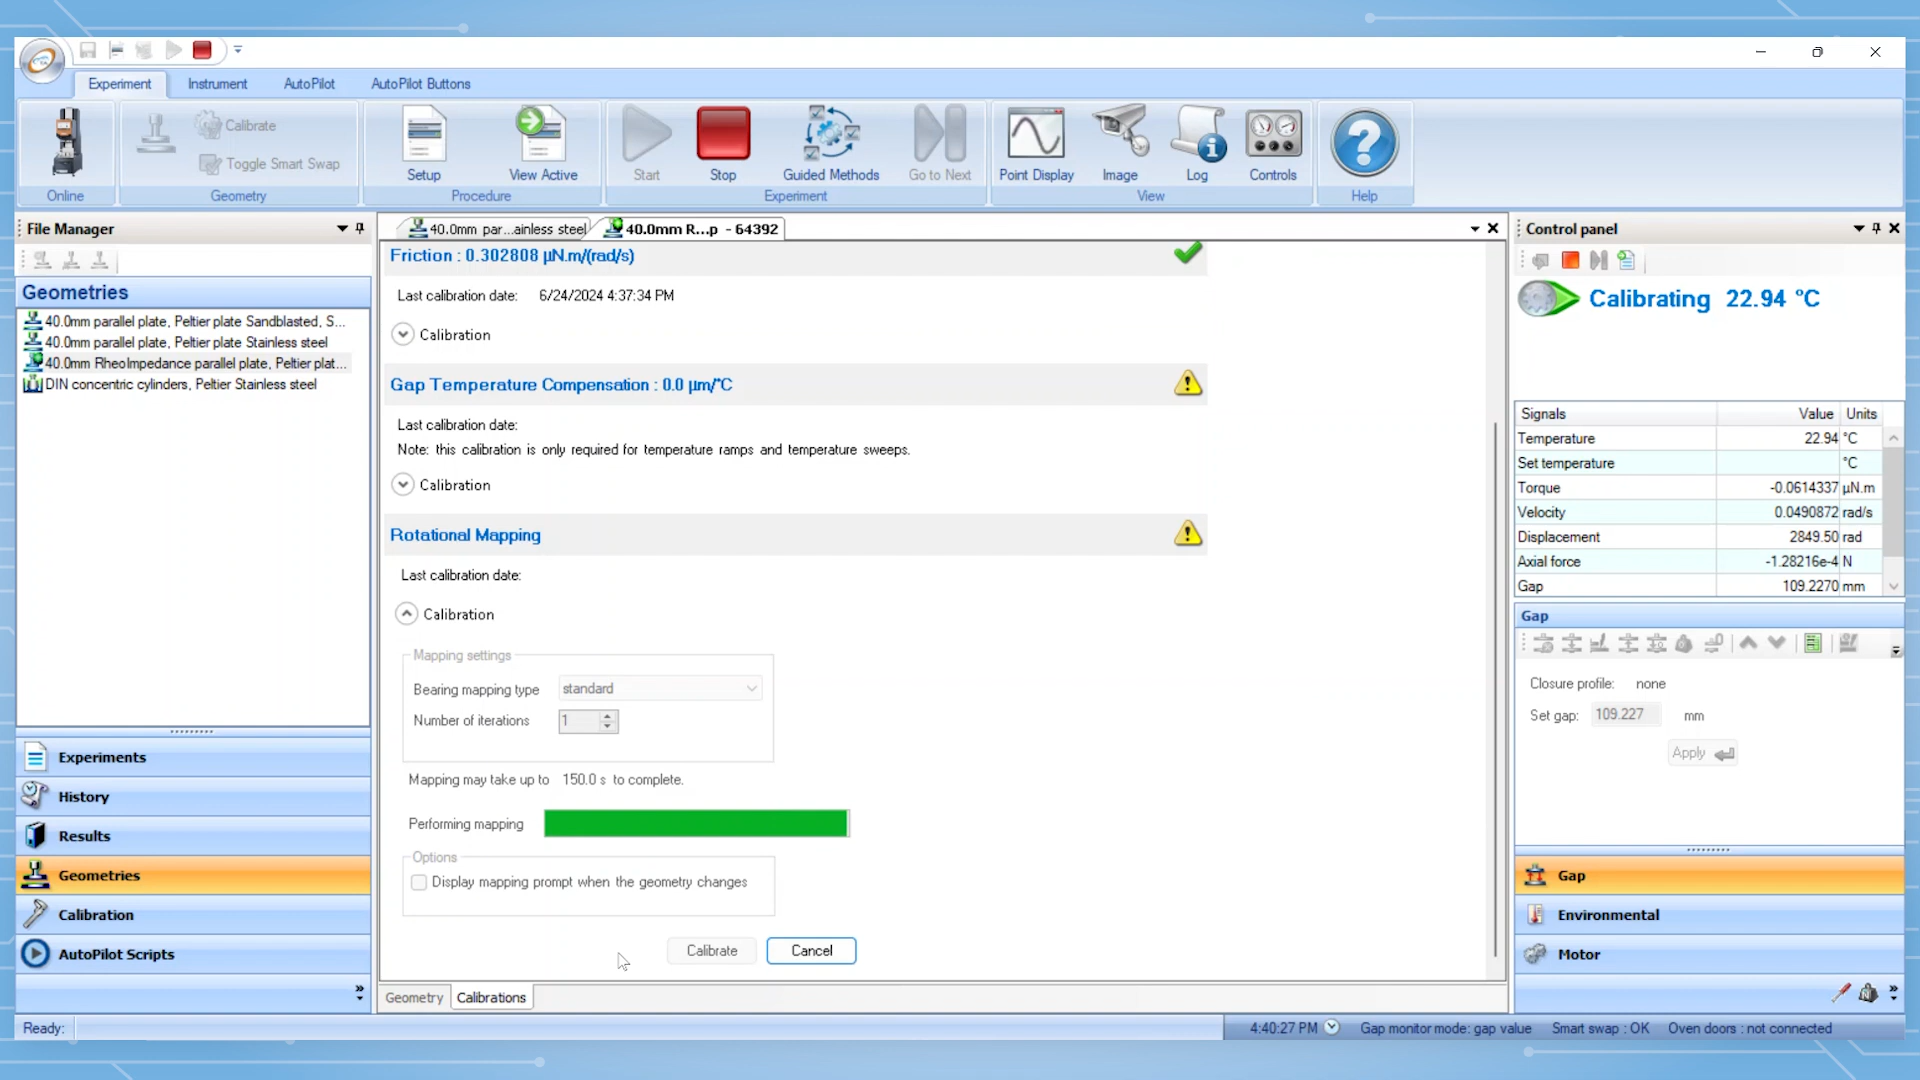 Experiment
Instrument
AutoPilot
AutoPilot Buttons
Calibrate
Toggle Smart Swap
Setup
View Active
Start
Stop
Guided Methods
Go to Next
Point Display
Image
Log
Controls
Online
Geometry
Procedure
Experiment
View
Help
File Manager
Geometries
40.0mm parallel plate, Peltier plate Sandblasted, S...
40.0mm parallel plate, Peltier plate Stainless steel
40.0mm RheoImpedance parallel plate, Peltier plat...
DIN concentric cylinders, Peltier Stainless steel
Experiments
History
Results
Geometries
Calibration
AutoPilot Scripts
40.0mm par...ainless steel
40.0mm R...p - 64392
Friction : 0.302808 µN.m/(rad/s)
Last calibration date: 6/24/2024 4:37:34 PM
Calibration
Gap Temperature Compensation : 0.0 µm/°C
Last calibration date:
Note: this calibration is only required for temperature ramps and temperature sweeps.
Calibration
Rotational Mapping
Last calibration date:
Calibration
Mapping settings
Bearing mapping type standard
Number of iterations 1
Mapping may take up to 150.0 s to complete.
Performing mapping
Options
Display mapping prompt when the geometry changes
Calibrate
Cancel
Geometry
Calibrations
Control panel
Calibrating 22.94 °C
Signals Value Units
Temperature 22.94 °C
Set temperature °C
Torque -0.0614337 µN.m
Velocity 0.0490872 rad/s
Displacement 2849.50 rad
Axial force -1.28216e-4 N
Gap 109.2270 mm
Gap
Closure profile: none
Set gap: 109.227 mm
Apply
Gap
Environmental
Motor
Ready:
4:40:27 PM
Gap monitor mode: gap value
Smart swap : OK
Oven doors : not connected